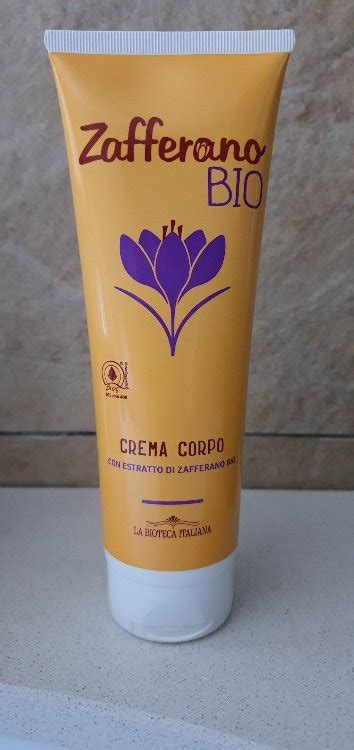 Zafferano
BIO
CREMA CORPO
CON ESTRATTO DI ZAFFERANO BIO
LA BIOTECA ITALIANA